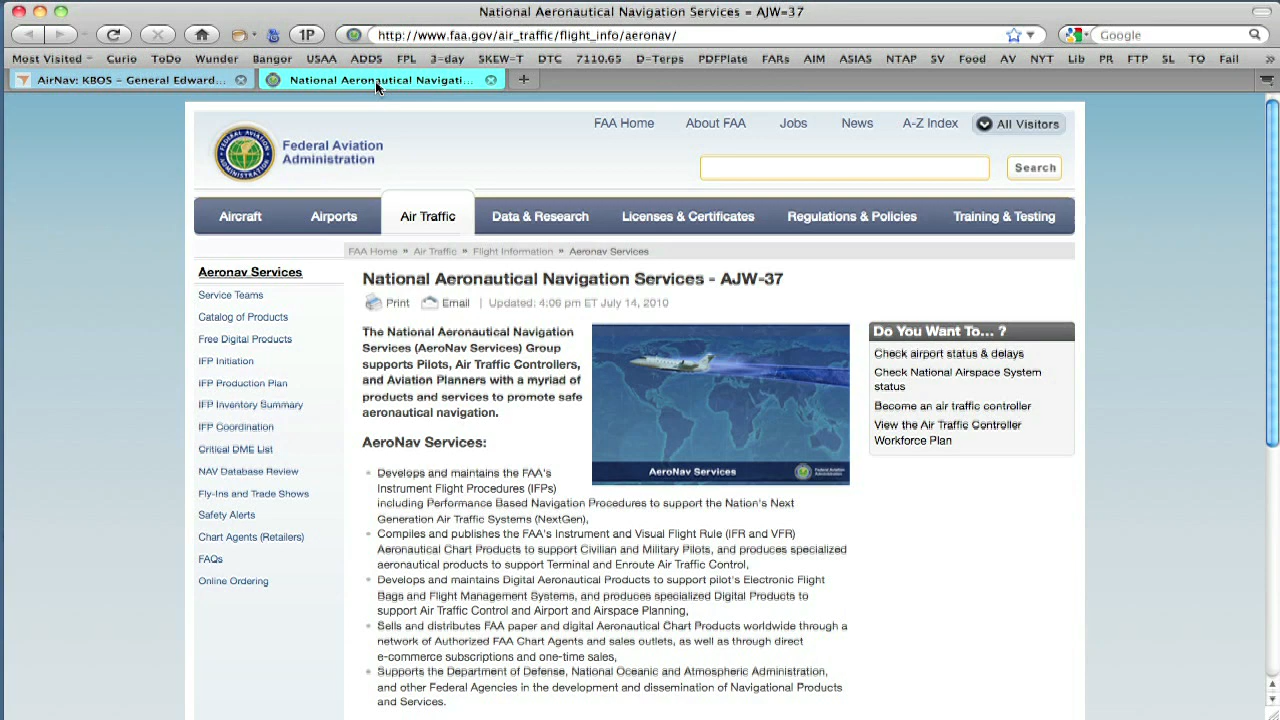 National Aeronautical Navigation Services – AJW-37
1P
http://www.faa.gov/air_traffic/flight_info/aeronav/
Google
Most Visited
Curio
ToDo
Wunder
Bangor
USAA
ADDS
FPL
3-day
SKEW-T
DTC
7110.65
D-Terps
PDFPlate
FARs
AIM
ASIAS
NTAP
SV
Food
AV
NYT
Lib
PR
FTP
SL
TO
Fail
»
AirNav: KBOS – General Edward...
National Aeronautical Navigati...
FAA Home
About FAA
Jobs
News
A-Z Index
All Visitors
Federal Aviation
Administration
Search
Aircraft
Airports
Air Traffic
Data & Research
Licenses & Certificates
Regulations & Policies
Training & Testing
FAA Home » Air Traffic » Flight Information » Aeronav Services
Aeronav Services
Service Teams
Catalog of Products
Free Digital Products
IFP Initiation
IFP Production Plan
IFP Inventory Summary
IFP Coordination
Critical DME List
NAV Database Review
Fly-Ins and Trade Shows
Safety Alerts
Chart Agents (Retailers)
FAQs
Online Ordering
National Aeronautical Navigation Services - AJW-37
Print
Email
| Updated: 4:06 pm ET July 14, 2010
The National Aeronautical Navigation
Services (AeroNav Services) Group
supports Pilots, Air Traffic Controllers,
and Aviation Planners with a myriad of
products and services to promote safe
aeronautical navigation.
AeroNav Services
Federal Aviation
Administration
AeroNav Services:
Develops and maintains the FAA's
Instrument Flight Procedures (IFPs)
including Performance Based Navigation Procedures to support the Nation's Next
Generation Air Traffic Systems (NextGen),
Compiles and publishes the FAA's Instrument and Visual Flight Rule (IFR and VFR)
Aeronautical Chart Products to support Civilian and Military Pilots, and produces specialized
aeronautical products to support Terminal and Enroute Air Traffic Control,
Develops and maintains Digital Aeronautical Products to support pilot's Electronic Flight
Bags and Flight Management Systems, and produces specialized Digital Products to
support Air Traffic Control and Airport and Airspace Planning,
Sells and distributes FAA paper and digital Aeronautical Chart Products worldwide through a
network of Authorized FAA Chart Agents and sales outlets, as well as through direct
e-commerce subscriptions and one-time sales,
Supports the Department of Defense, National Oceanic and Atmospheric Administration,
and other Federal Agencies in the development and dissemination of Navigational Products
and Services.
Do You Want To... ?
Check airport status & delays
Check National Airspace System
status
Become an air traffic controller
View the Air Traffic Controller
Workforce Plan